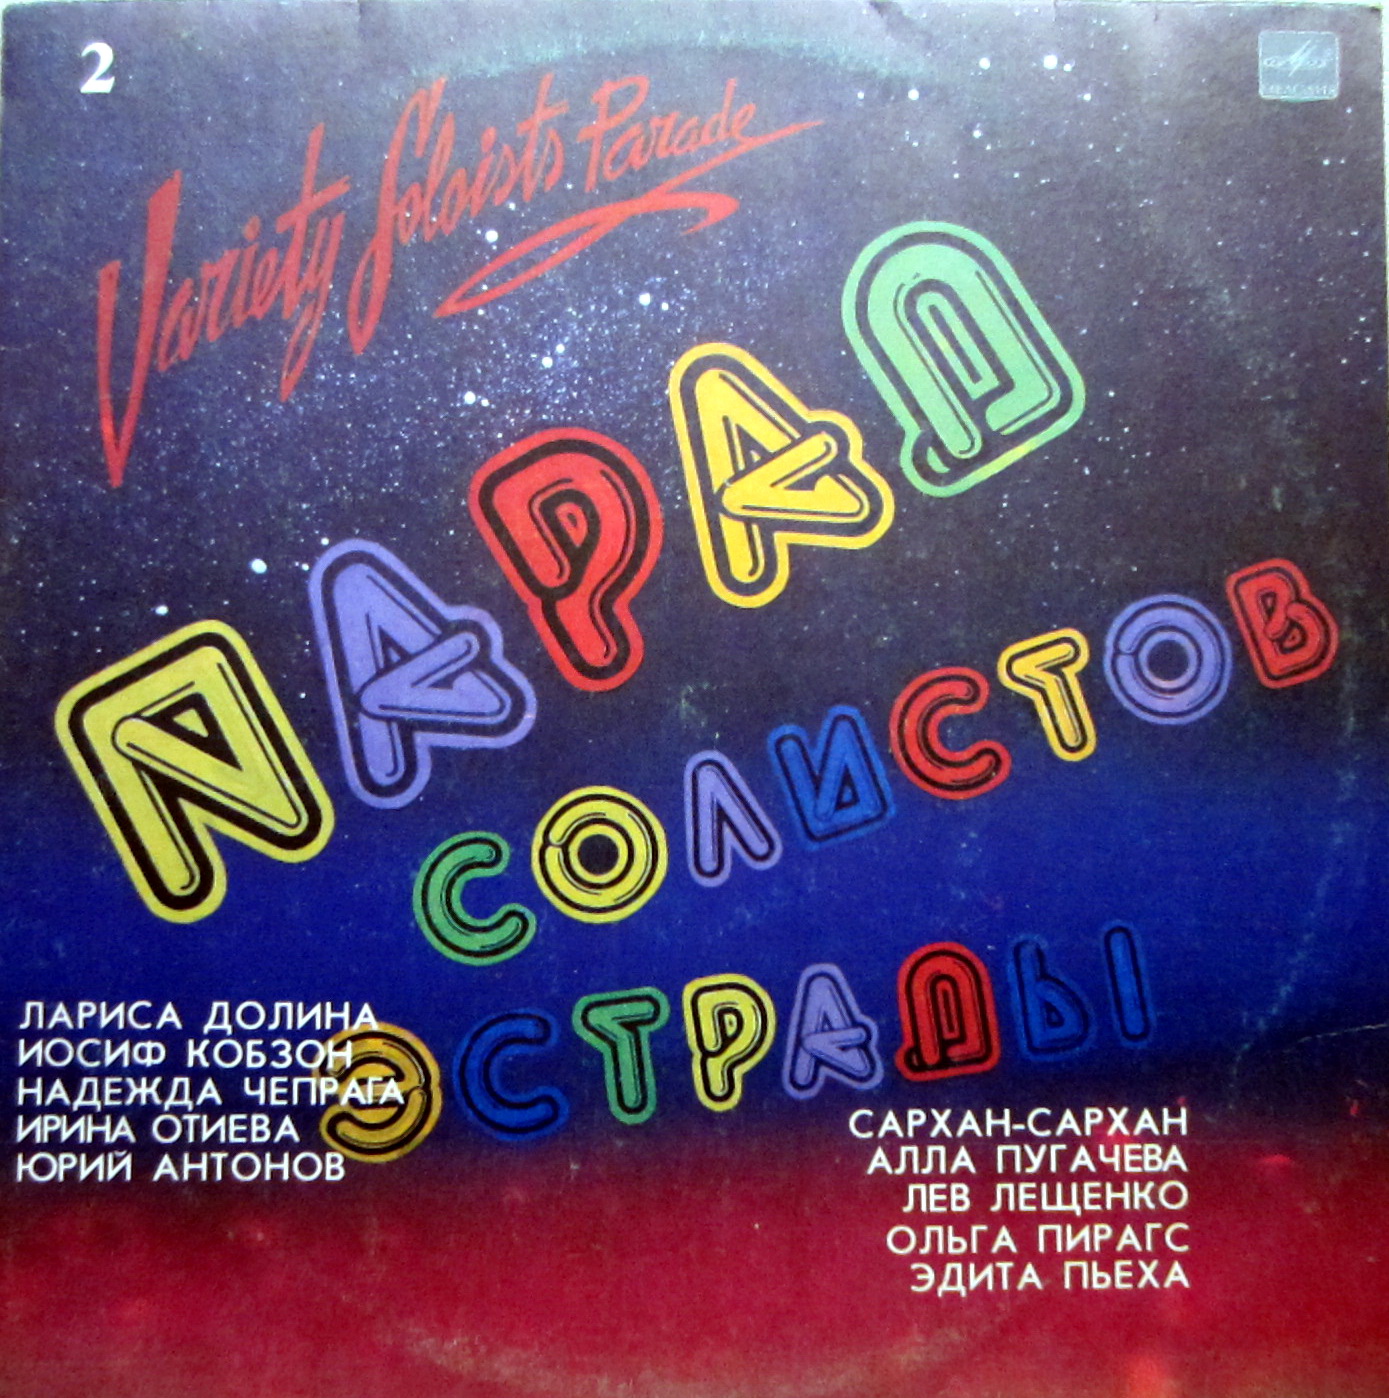 2
МЕЛОДИЯ
Variety Soloists Parade
ПАРАД
СОЛИСТОВ
ЭСТРАДЫ
ЛАРИСА ДОЛИНА
ИОСИФ КОБЗОН
НАДЕЖДА ЧЕПРАГА
ИРИНА ОТИЕВА
ЮРИЙ АНТОНОВ
САРХАН-САРХАН
АЛЛА ПУГАЧЕВА
ЛЕВ ЛЕЩЕНКО
ОЛЬГА ПИРАГС
ЭДИТА ПЬЕХА